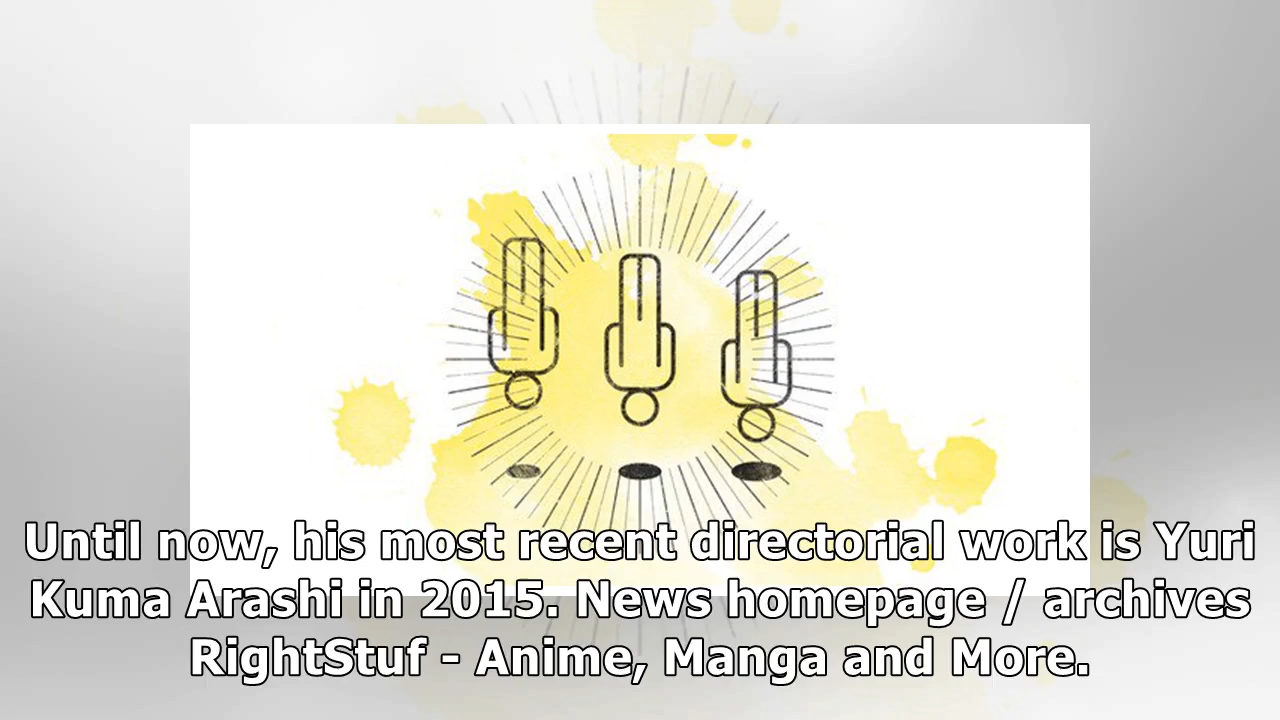 Until now, his most recent directorial work is Yuri
Kuma Arashi in 2015. News homepage / archives
RightStuf - Anime, Manga and More.